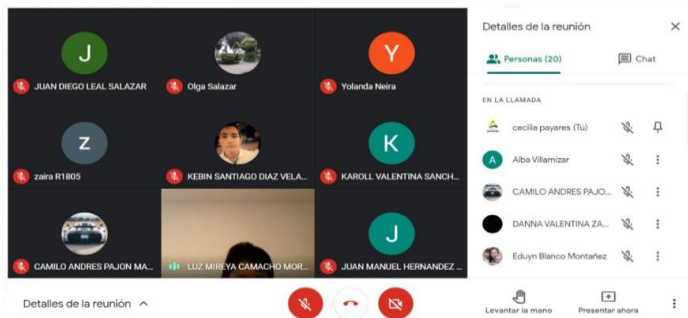 J
JUAN DIEGO LEAL SALAZAR
Olga Salazar
Y
Yolanda Neira
z
zaira R1805
KEBIN SANTIAGO DIAZ VELA...
K
KAROLL VALENTINA SANCH...
CAMILO ANDRES PAJON MA...
LUZ MIREYA CAMACHO MOR...
J
JUAN MANUEL HERNANDEZ ...
Detalles de la reunión
Detalles de la reunión
Personas (20)
Chat
EN LA LLAMADA
cecilia payares (Tú)
A
Alba Villamizar
CAMILO ANDRES PAJO...
DANNA VALENTINA ZA...
Eduyn Blanco Montañez
Levantar la mano
Presentar ahora